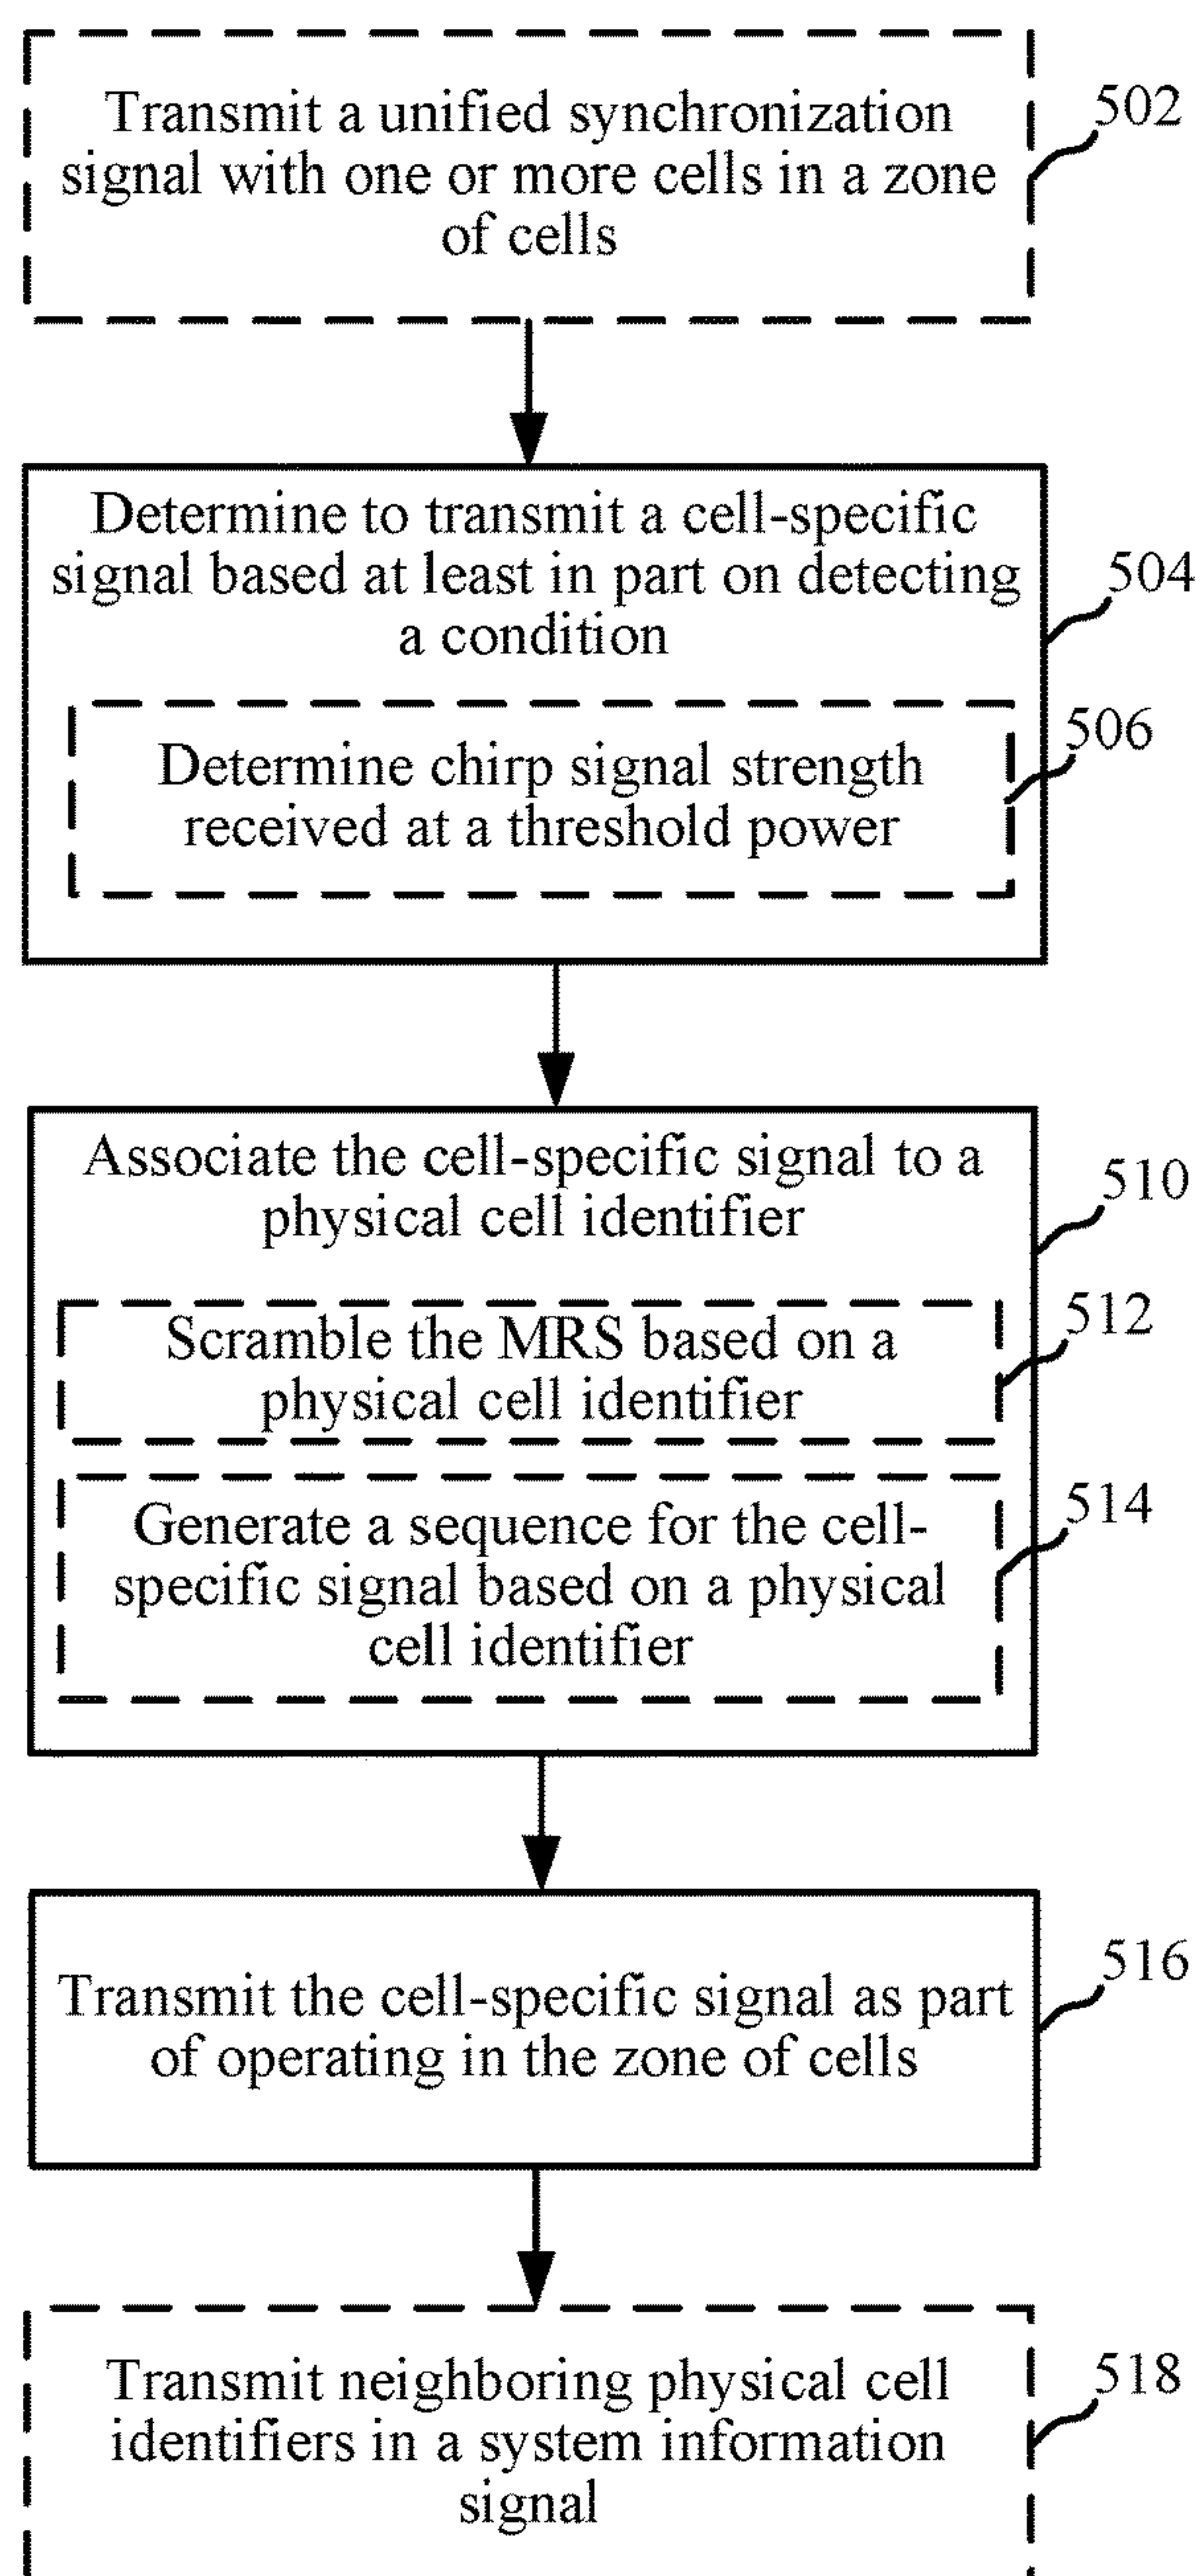 Transmit a unified synchronization
signal with one or more cells in a zone
of cells
502
Determine to transmit a cell-specific
signal based at least in part on detecting
a condition
504
Determine chirp signal strength
received at a threshold power
506
Associate the cell-specific signal to a
physical cell identifier
510
Scramble the MRS based on a
physical cell identifier
512
Generate a sequence for the cell-
specific signal based on a physical
cell identifier
514
Transmit the cell-specific signal as part
of operating in the zone of cells
516
Transmit neighboring physical cell
identifiers in a system information
signal
518